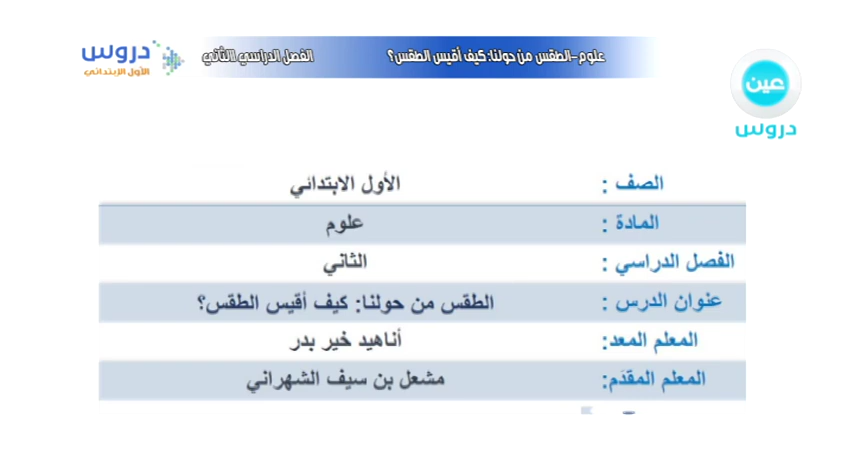 علوم - الطقس من حولنا: كيف أقيس الطقس؟ الفصل الدراسي الثاني
دروس
الأول الابتدائي
عين
دروس
الصف : الأول الابتدائي
المادة : علوم
الفصل الدراسي : الثاني
عنوان الدرس : الطقس من حولنا: كيف أقيس الطقس؟
المعلم المعد: أناهيد خير بدر
المعلم المقدَم: مشعل بن سيف الشهراني